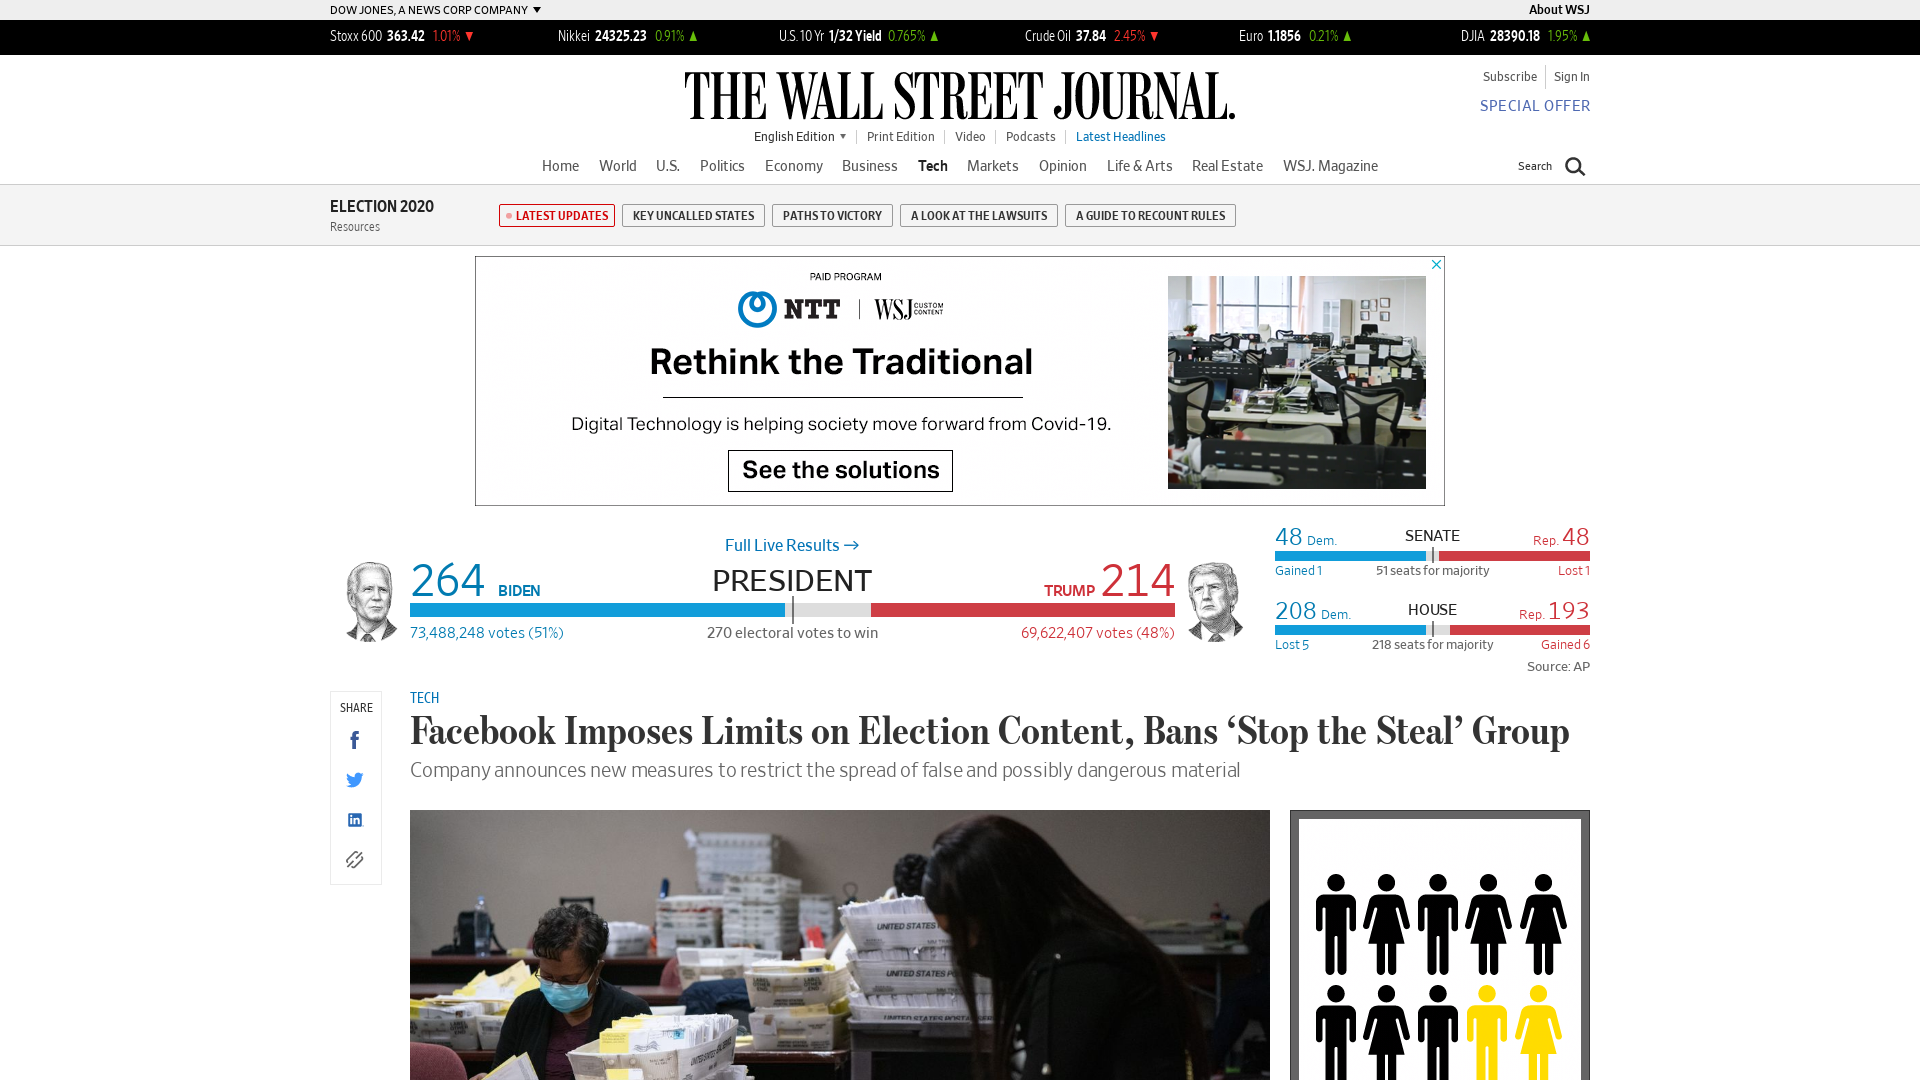 DOW JONES, A NEWS CORP COMPANY
About WSJ
Stoxx 600 363.42 1.01%
Nikkei 24325.23 0.91%
U.S. 10 Yr 1/32 Yield 0.765%
Crude Oil 37.84 2.45%
Euro 1.1856 0.21%
DJIA 28390.18 1.95%
THE WALL STREET JOURNAL.
Subscribe
Sign In
SPECIAL OFFER
English Edition
Print Edition
Video
Podcasts
Latest Headlines
Home World U.S. Politics Economy Business Tech Markets Opinion Life & Arts Real Estate WSJ. Magazine
Search
ELECTION 2020
Resources
LATEST UPDATES
KEY UNCALLED STATES
PATHS TO VICTORY
A LOOK AT THE LAWSUITS
A GUIDE TO RECOUNT RULES
PAID PROGRAM
NTT
WSJ CUSTOM CONTENT
Rethink the Traditional
Digital Technology is helping society move forward from Covid-19.
See the solutions
Full Live Results →
264 BIDEN
PRESIDENT
TRUMP 214
73,488,248 votes (51%)
270 electoral votes to win
69,622,407 votes (48%)
48 Dem.
SENATE
Rep. 48
Gained 1
51 seats for majority
Lost 1
208 Dem.
HOUSE
Rep. 193
Lost 5
218 seats for majority
Gained 6
Source: AP
SHARE
TECH
Facebook Imposes Limits on Election Content, Bans ‘Stop the Steal’ Group
Company announces new measures to restrict the spread of false and possibly dangerous material
UNITED STATES
UNITED STATES
UNITED STATES POSTAL